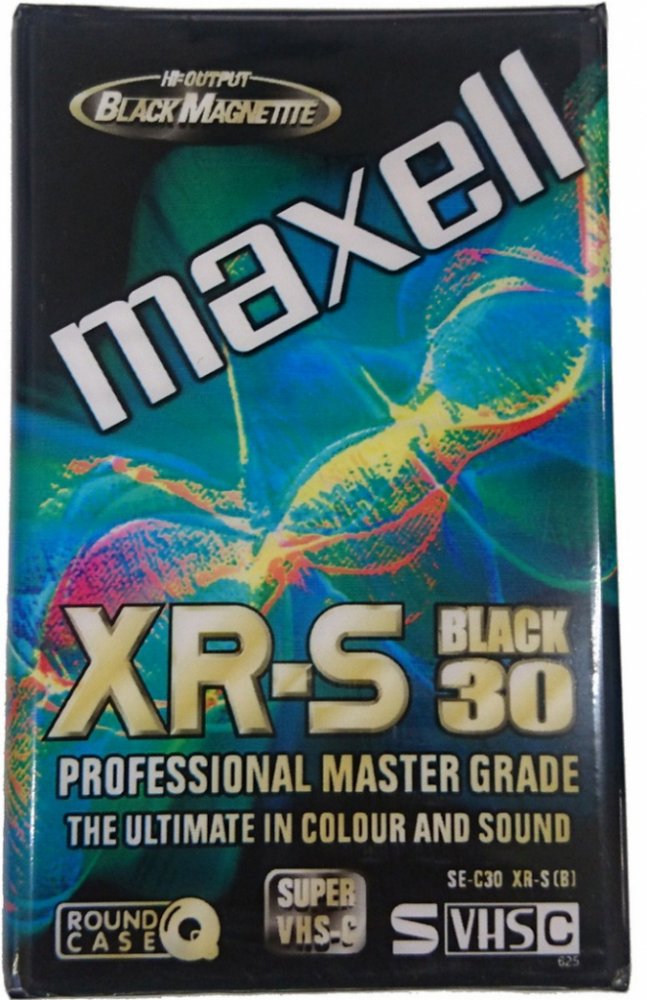 HI-OUTPUT
BLACK MAGNETITE
maxell
XR-S BLACK 30
PROFESSIONAL MASTER GRADE
THE ULTIMATE IN COLOUR AND SOUND
SE-C30 XR-S(B)
ROUND CASE
SUPER VHS-C
S VHS C
625